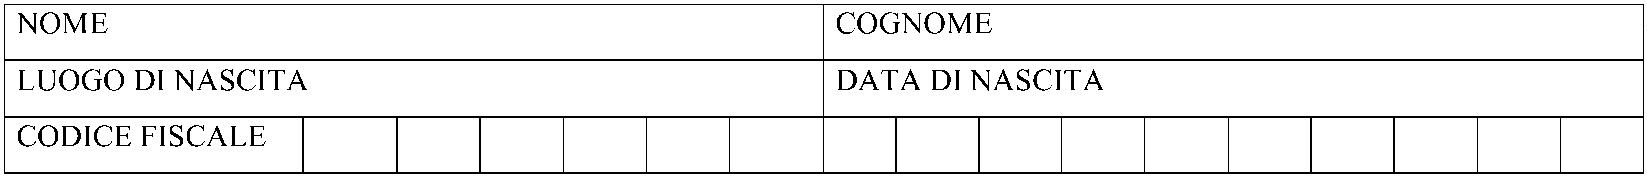 NOME COGNOME
LUOGO DI NASCITA DATA DI NASCITA
CODICE FISCALE